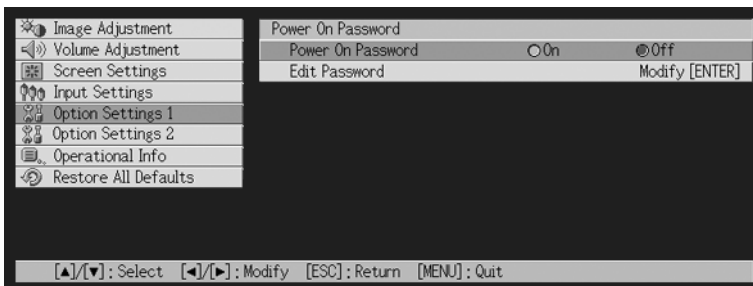 Image Adjustment
Volume Adjustment
Screen Settings
Input Settings
Option Settings 1
Option Settings 2
Operational Info
Restore All Defaults
Power On Password
Power On Password On Off
Edit Password Modify [ENTER]
[▲]/[▼]:Select [◀]/[▶]:Modify [ESC]:Return [MENU]:Quit